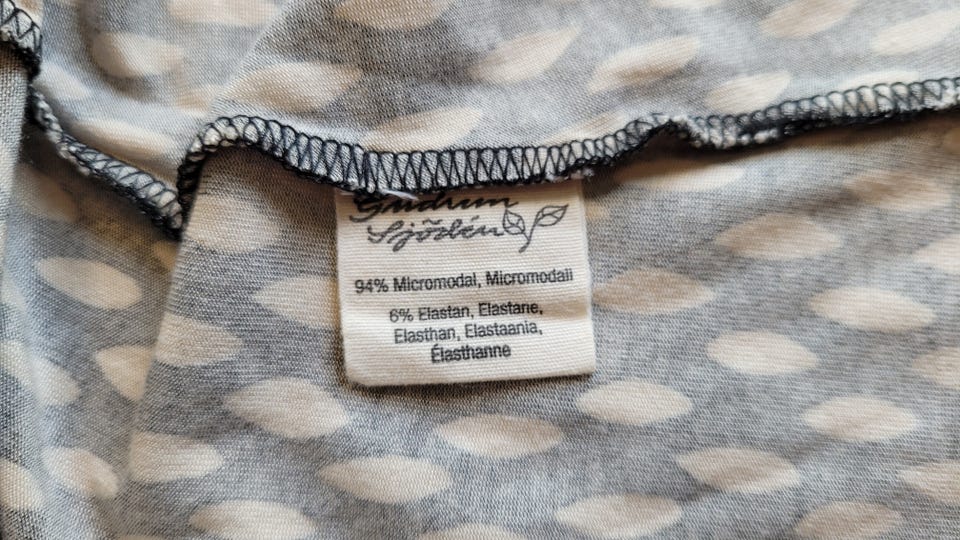 Gudrun
Sjödén
94% Micromodal, Micromodali
6% Elastan, Elastane,
Elasthan, Elastaania,
Élasthanne